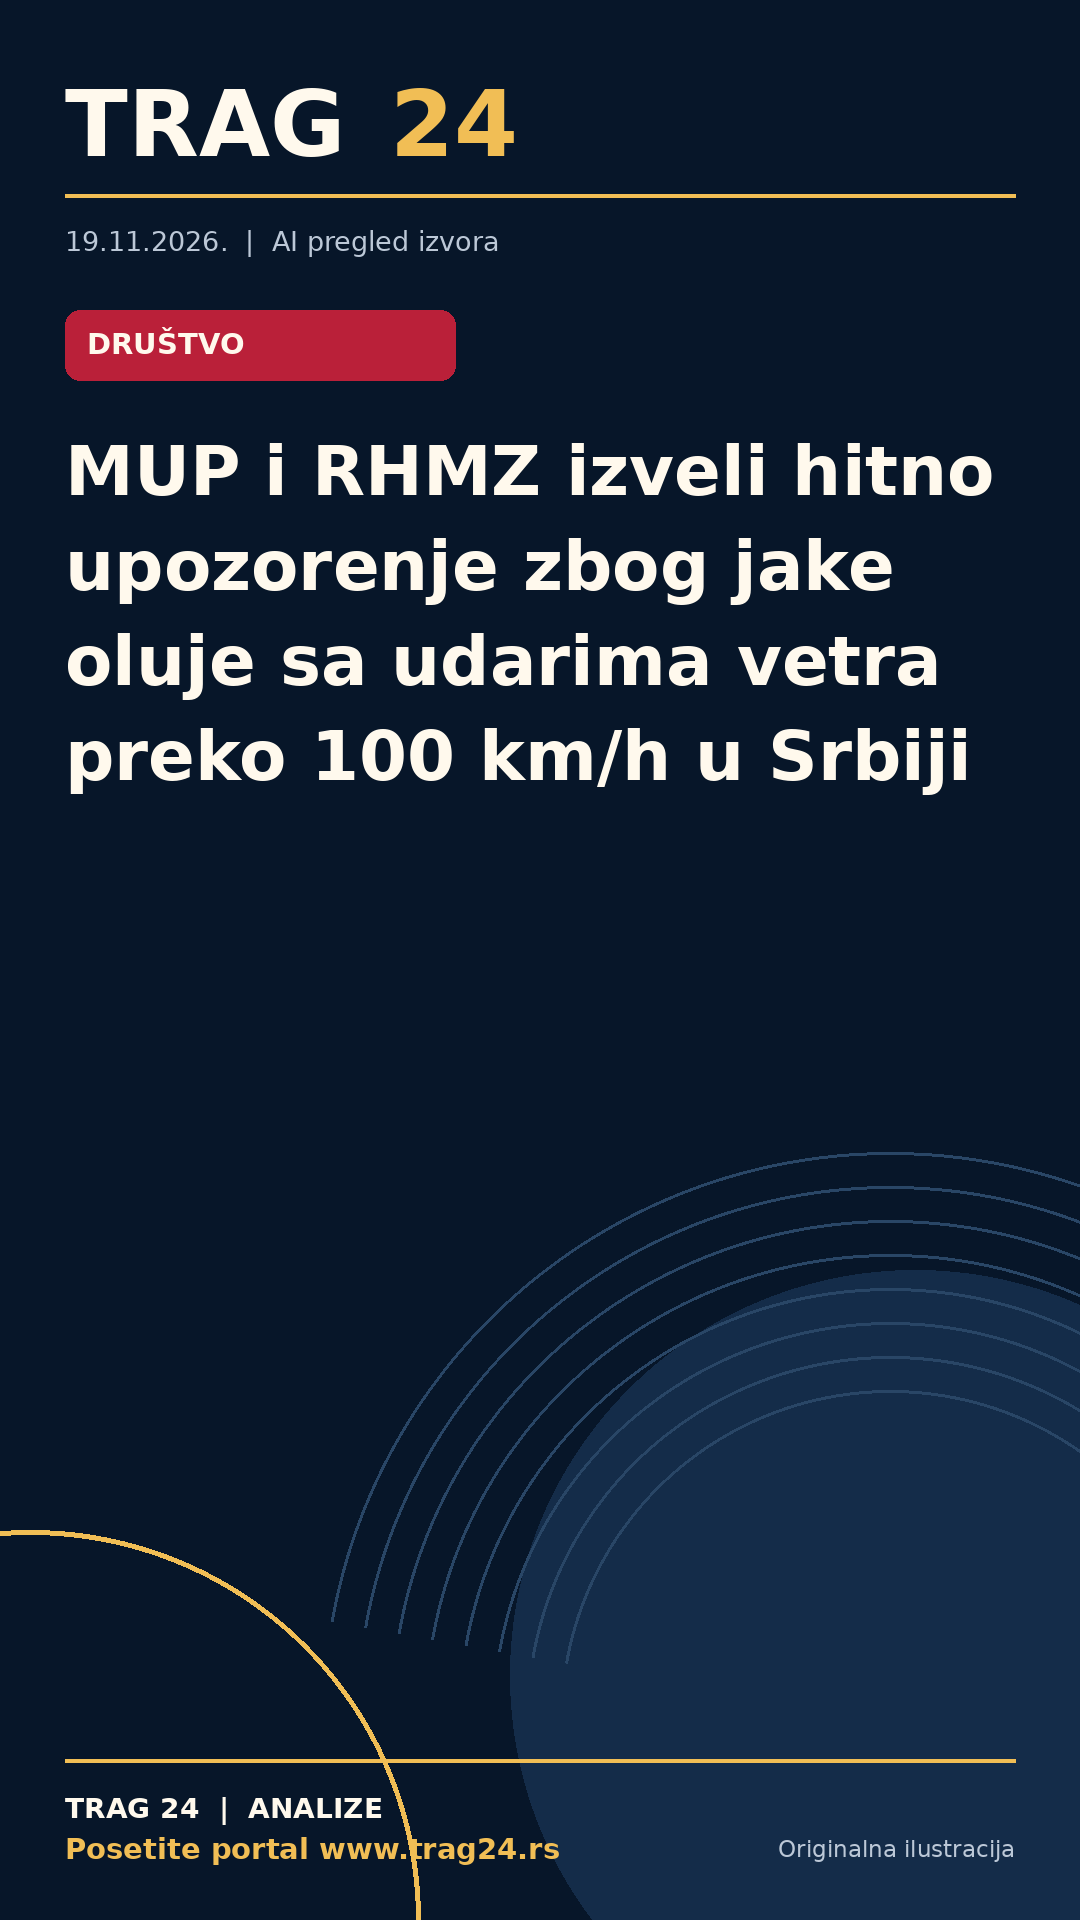 TRAG 24
19.11.2026. | AI pregled izvora
DRUŠTVO
MUP i RHMZ izveli hitno
upozorenje zbog jake
oluje sa udarima vetra
preko 100 km/h u Srbiji
TRAG 24 | ANALIZE
Posetite portal www.trag24.rs
Originalna ilustracija